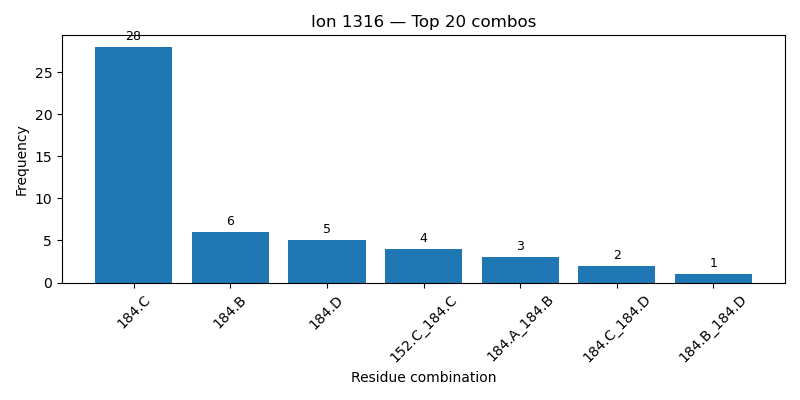 Ion 1316 — Top 20 combos
Frequency
25
20
15
10
5
0
28
6
5
4
3
2
1
184.C
184.B
184.D
152.C_184.C
184.A_184.B
184.C_184.D
184.B_184.D
Residue combination